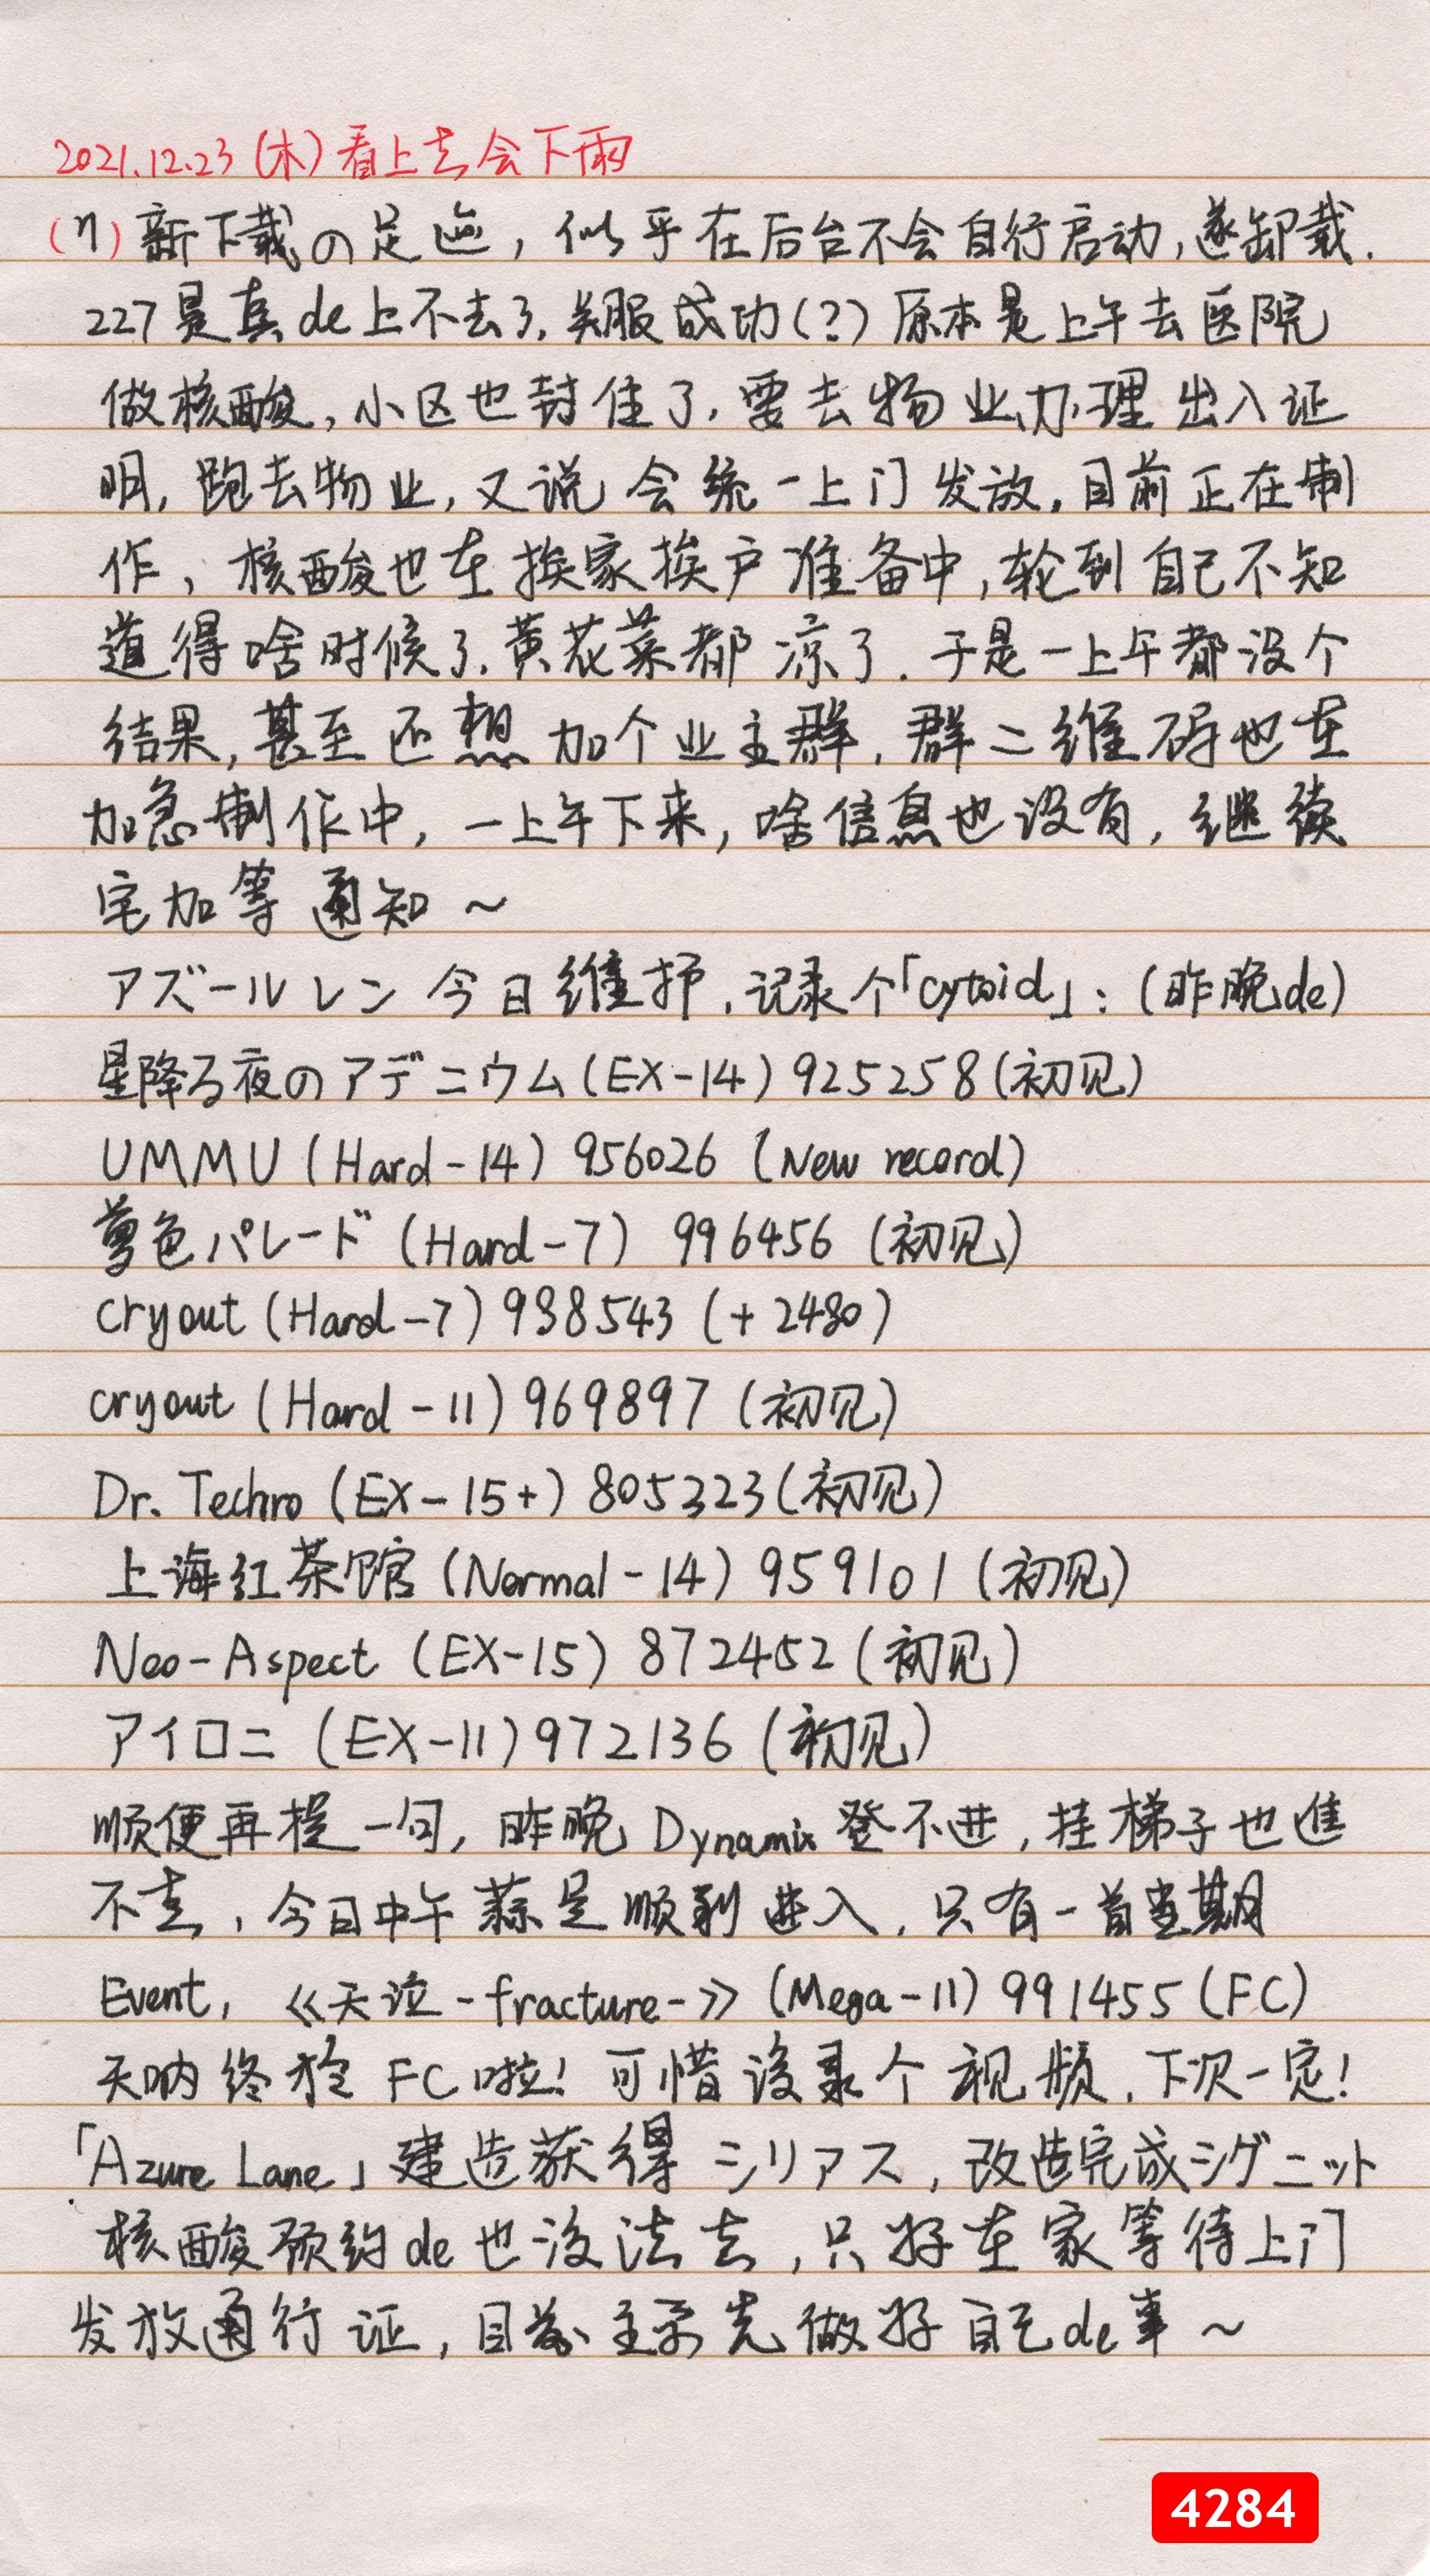 2021.12.23 (木) 看上去会下雨
(7) 新下载の足迹, 似乎在后台不会自行启动, 遂卸载.
227是真de上不去了, 关服成功(?) 原本是上午去医院
做核酸, 小区也封住了, 要去物业办理出入证
明, 跑去物业, 又说会统一上门发放, 目前正在制
作, 核酸也在挨家挨户准备中, 轮到自己不知
道得啥时候了, 黄花菜都凉了. 于是一上午都没个
结果, 甚至还想加个业主群, 群二维码也在
加急制作中, 一上午下来, 啥信息也没有, 继续
宅加等通知～
アズールレン 今日维护, 记录个「cytoid」: (昨晚de)
星降る夜のアデニウム (EX-14) 925258 (初见)
UMMU (Hard-14) 956026 (New record)
萝色パレード (Hard-7) 996456 (初见)
cryout (Hard-7) 988543 (+2480)
cryout (Hard-11) 969897 (初见)
Dr. Techro (EX-15+) 805323 (初见)
上海红茶馆 (Normal-14) 959101 (初见)
Neo-Aspect (EX-15) 872452 (初见)
アイロニ (EX-11) 972136 (初见)
顺便再提一句, 昨晚 Dynamix 登不进, 挂梯子也进
不去, 今日中午蒜是顺利进入, 只有一首当期
Event, 《天泣-fracture-》 (Mega-11) 991455 (FC)
天呐终于 FC 啦! 可惜没录个视频, 下次一定!
「Azure Lane」建造获得シリアス, 改造完成シグニット
核酸预约de也没法去, 只好在家等待上门
发放通行证, 目前主要先做好自己de事～
4284